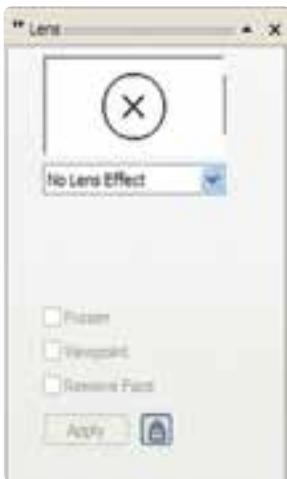 Lens
No Lens Effect
Frozen
Viewpoint
Remove Face
Apply